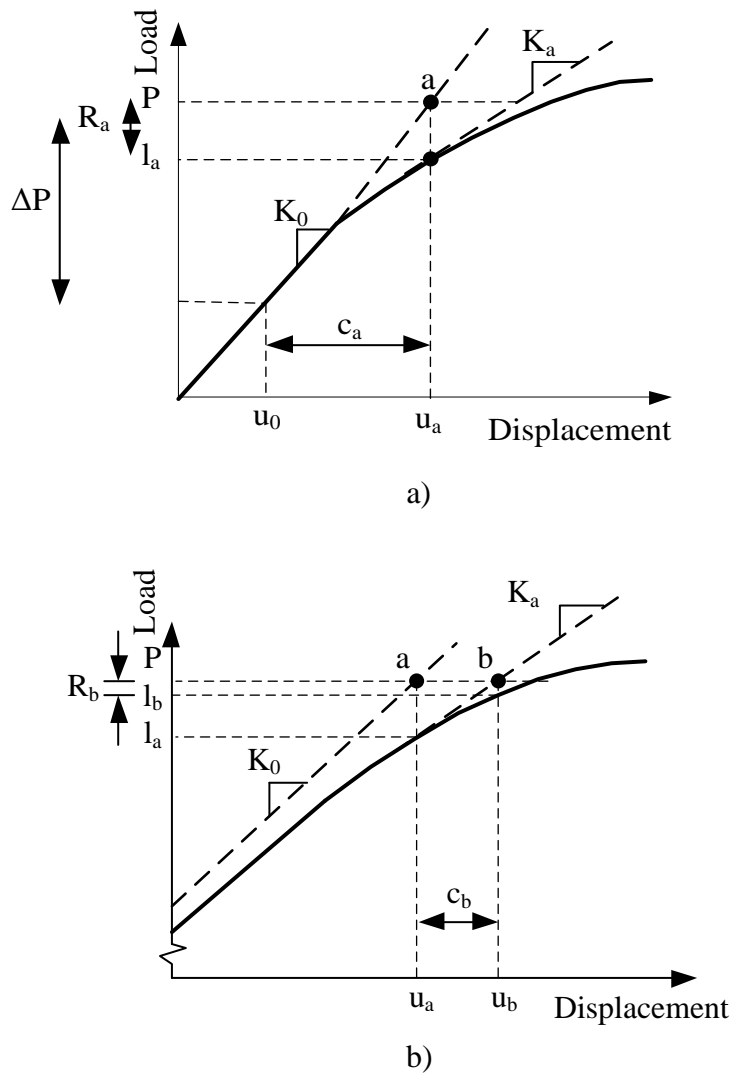 Load
P
R_a
l_a
ΔP
K_0
K_a
a
c_a
u_0
u_a
Displacement
a)
Load
P
R_b
l_b
l_a
K_0
K_a
a
b
c_b
u_a
u_b
Displacement
b)